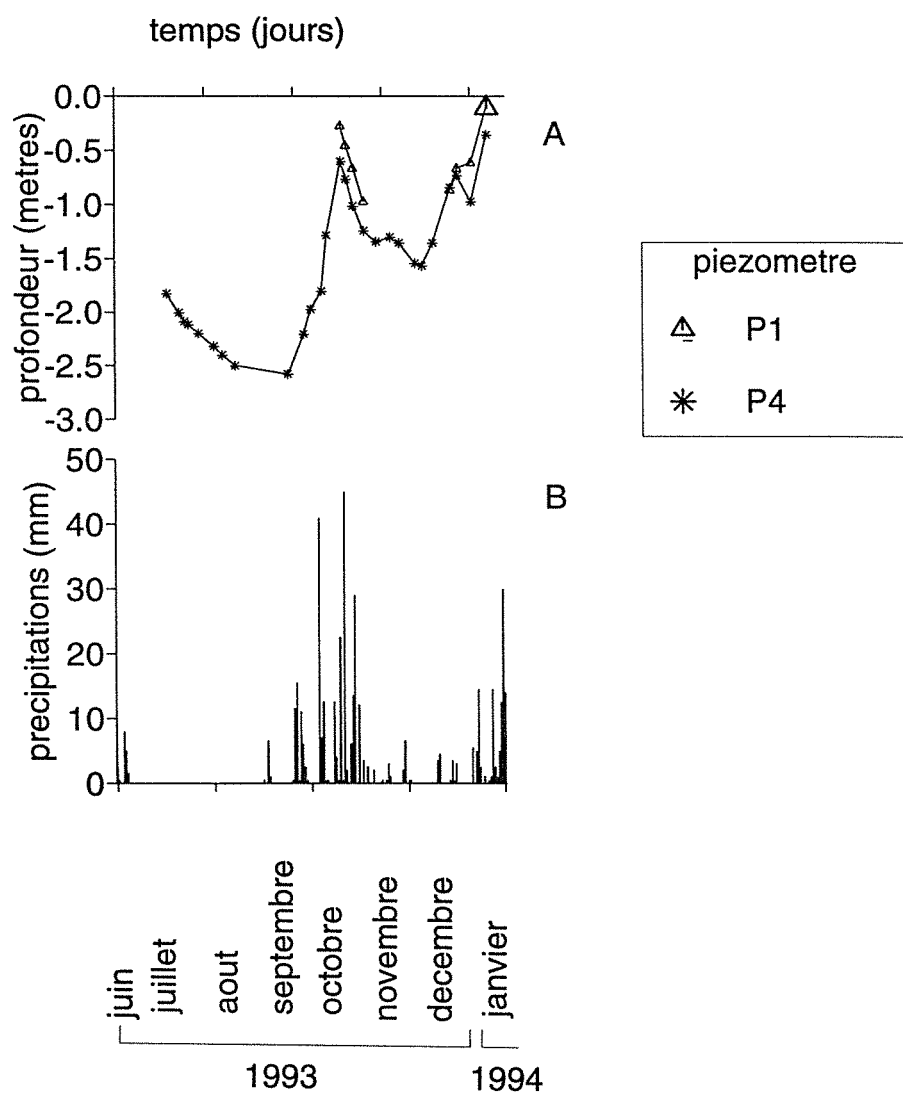 temps (jours)
0.0
-0.5
-1.0
-1.5
-2.0
-2.5
-3.0
profondeur (metres)
A
piezometre
P1
P4
50
40
30
20
10
0
precipitations (mm)
B
juin
juillet
aout
septembre
octobre
novembre
decembre
janvier
1993
1994